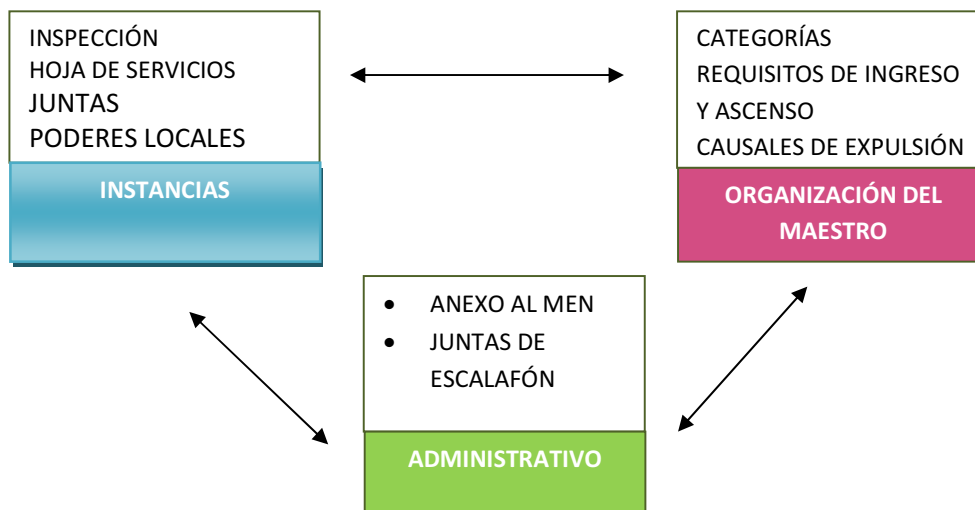 INSPECCIÓN
HOJA DE SERVICIOS
JUNTAS
PODERES LOCALES
INSTANCIAS
CATEGORÍAS
REQUISITOS DE INGRESO
Y ASCENSO
CAUSALES DE EXPULSIÓN
ORGANIZACIÓN DEL
MAESTRO
• ANEXO AL MEN
• JUNTAS DE
ESCALAFÓN
ADMINISTRATIVO